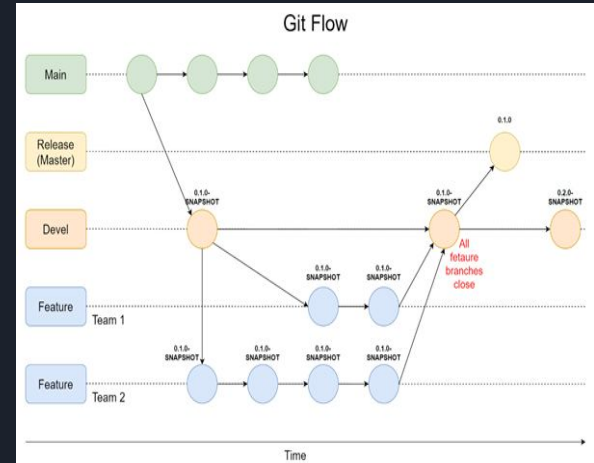 Git Flow
Main
Release
(Master)
0.1.0
Devel
0.1.0-
SNAPSHOT
0.1.0-
SNAPSHOT
0.2.0-
SNAPSHOT
All
fetaure
branches
close
Feature
Team 1
0.1.0-
SNAPSHOT
0.1.0-
SNAPSHOT
Feature
Team 2
0.1.0-
SNAPSHOT
0.1.0-
SNAPSHOT
0.1.0-
SNAPSHOT
0.1.0-
SNAPSHOT
Time